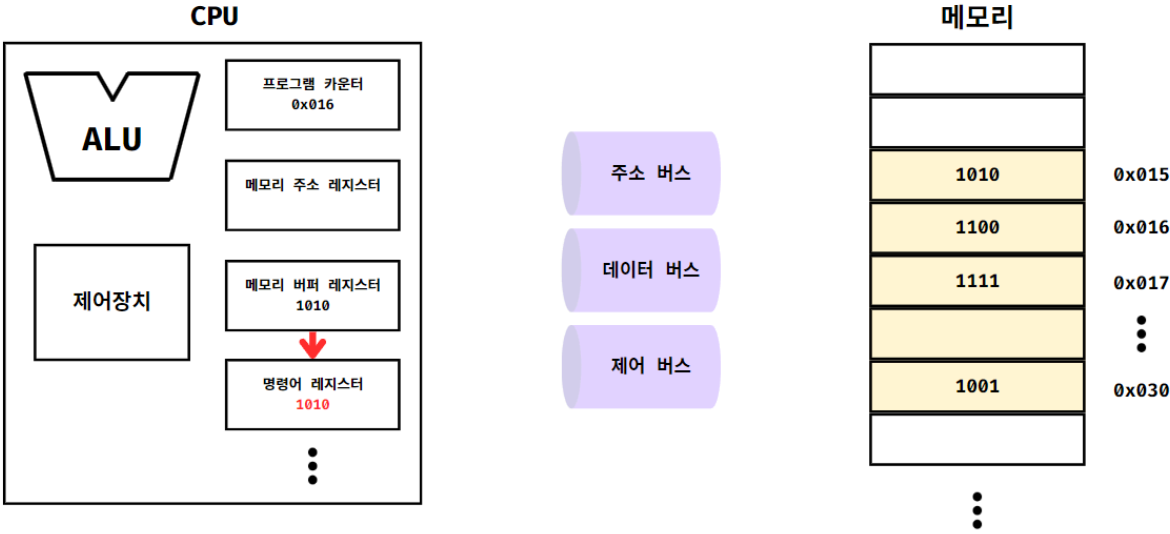 CPU
ALU
제어장치
프로그램 카운터
0x016
메모리 주소 레지스터
메모리 버퍼 레지스터
1010
명령어 레지스터
1010
주소 버스
데이터 버스
제어 버스
메모리
1010 0x015
1100 0x016
1111 0x017
1001 0x030